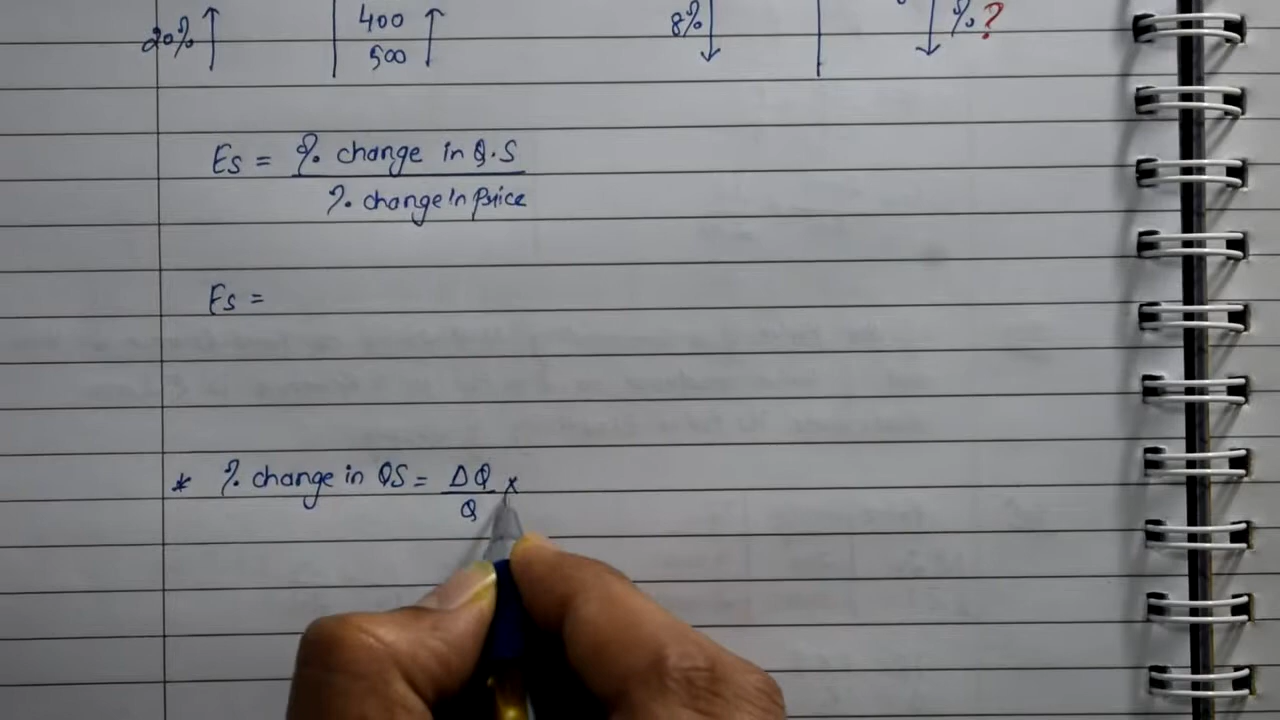 20% ↑ 400 ↑ 8% ↓ ↓ %?
500
Es = % change in Q.S
% change in price
Es =
* % change in QS = ΔQ ×
Q